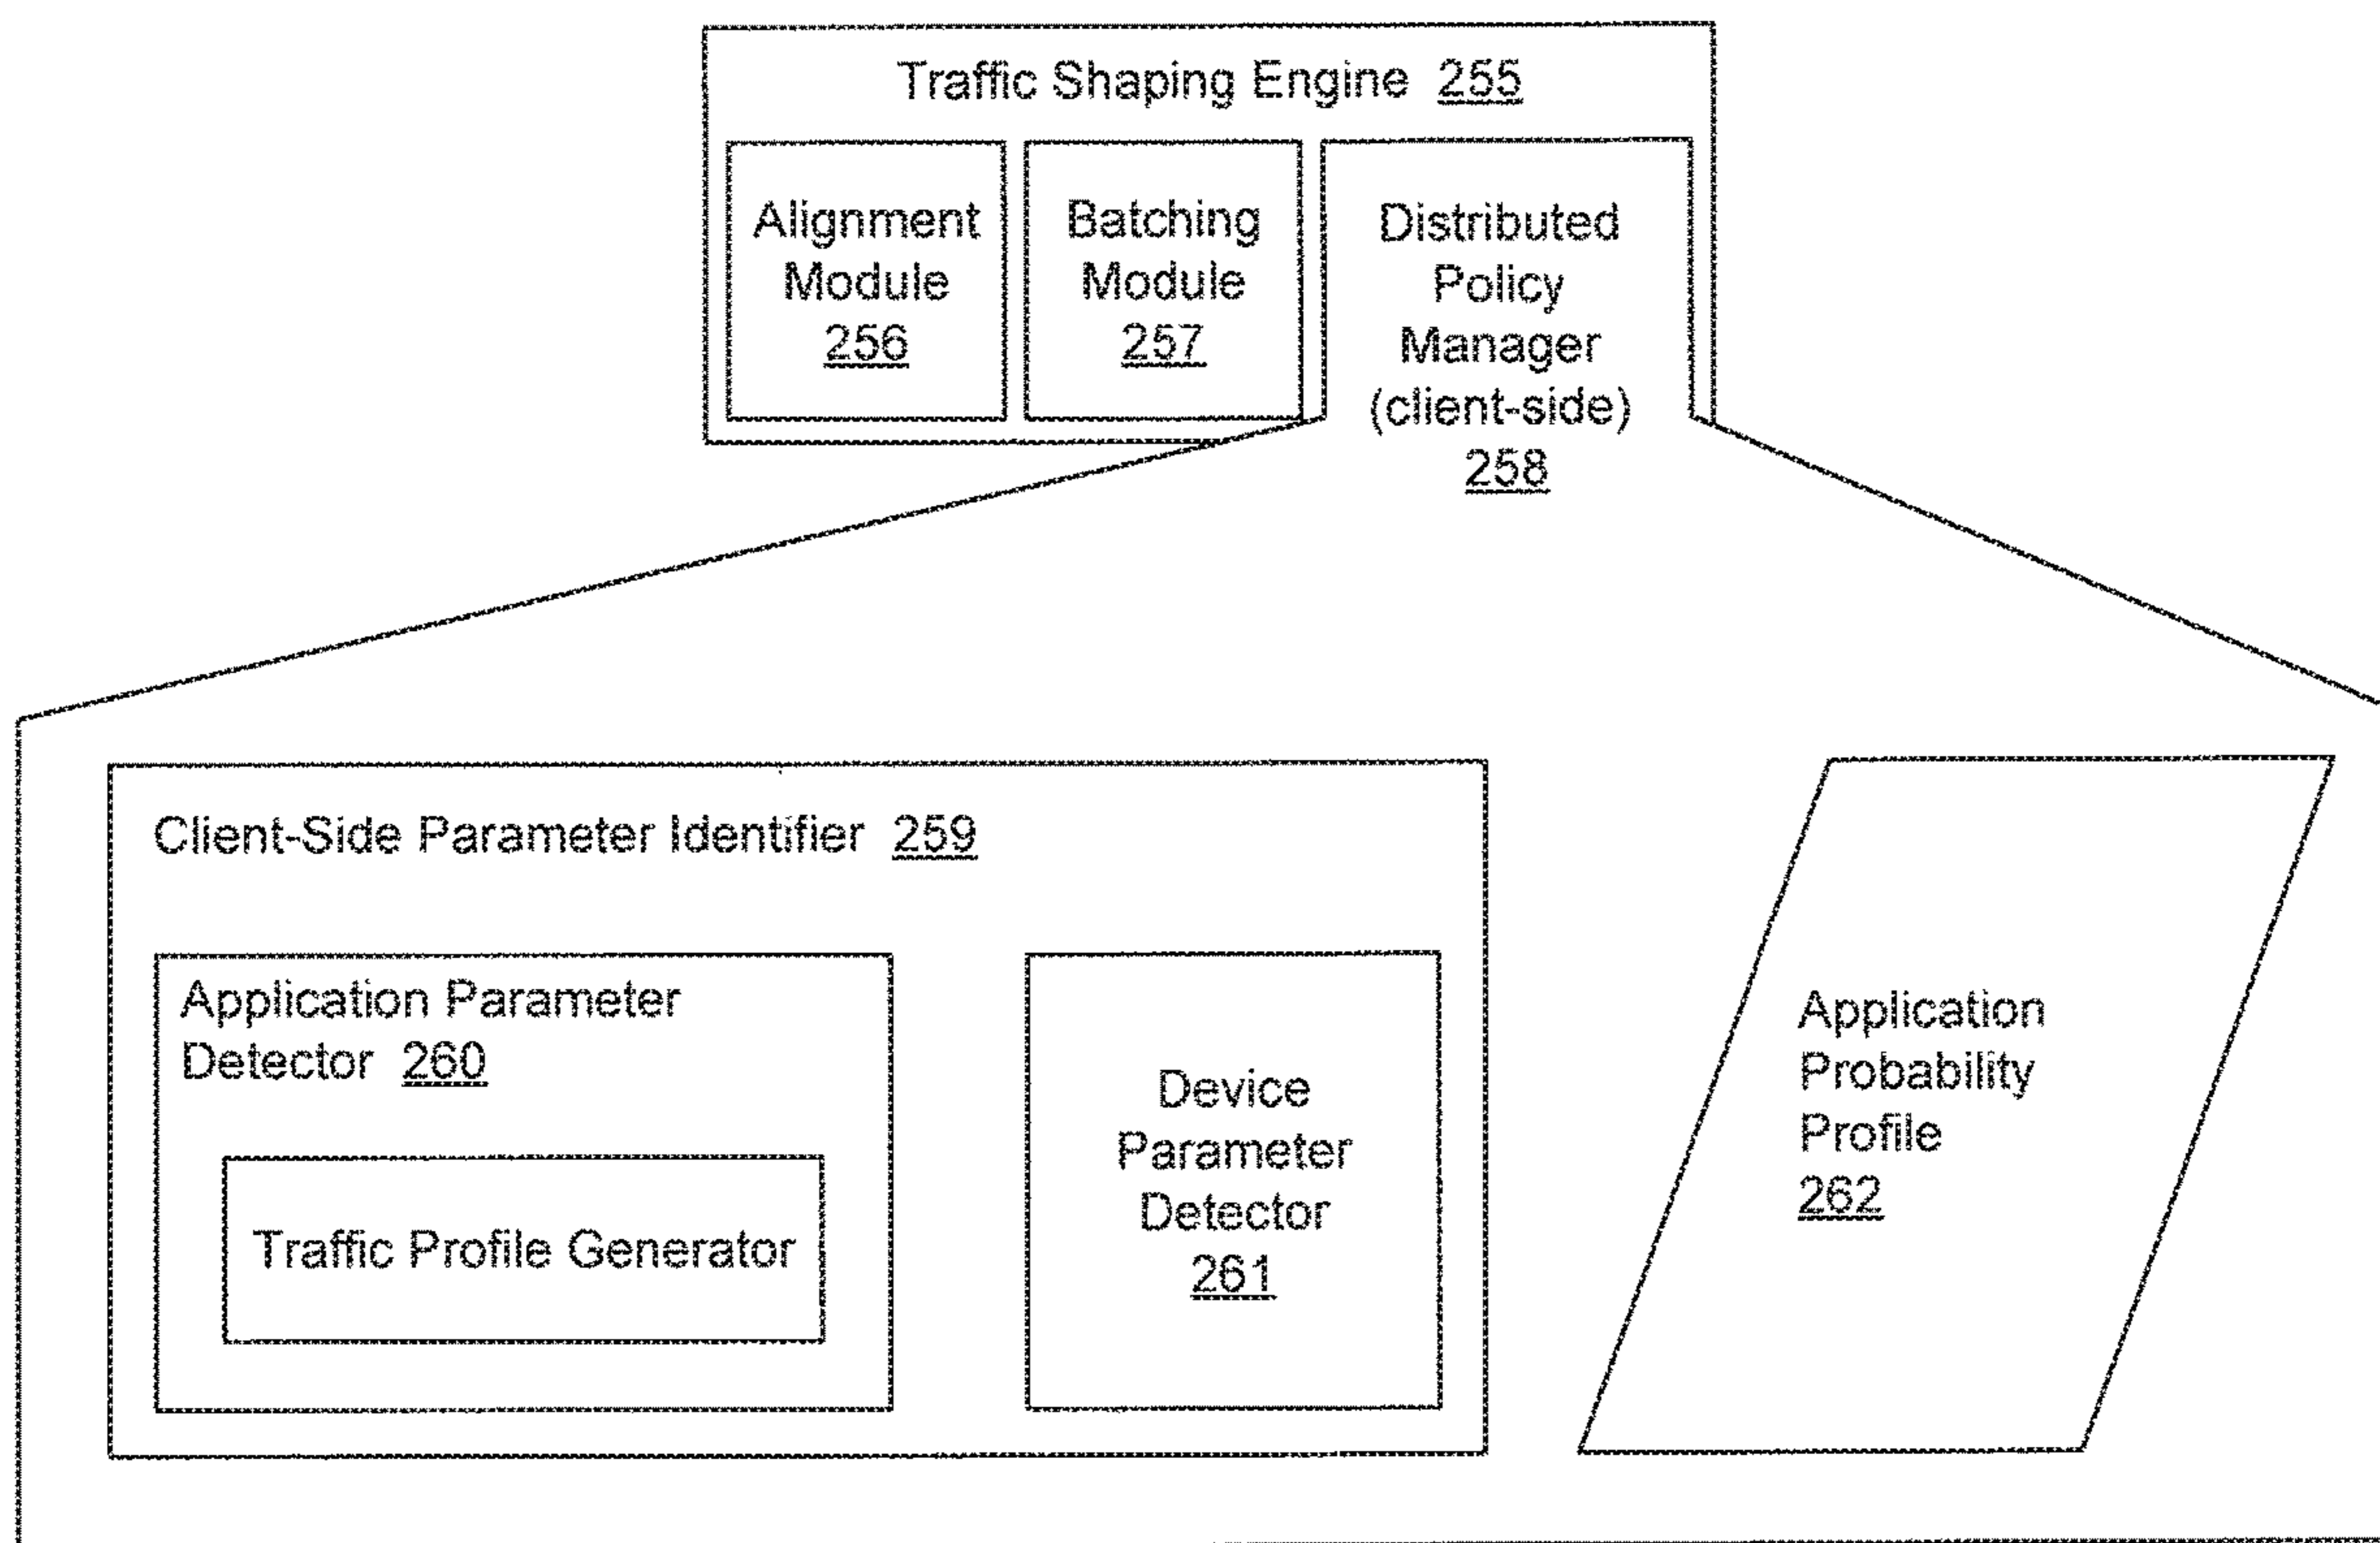 Traffic Shaping Engine 255
Alignment
Module
256
Batching
Module
257
Distributed
Policy
Manager
(client-side)
258
Client-Side Parameter Identifier 259
Application Parameter
Detector 260
Traffic Profile Generator
Device
Parameter
Detector
261
Application
Probability
Profile
262